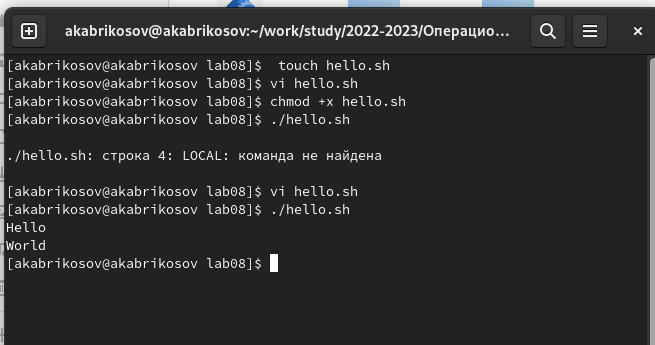 akabrikosov@akabrikosov:~/work/study/2022-2023/Операцио...
[akabrikosov@akabrikosov lab08]$  touch hello.sh
[akabrikosov@akabrikosov lab08]$ vi hello.sh
[akabrikosov@akabrikosov lab08]$ chmod +x hello.sh
[akabrikosov@akabrikosov lab08]$ ./hello.sh
./hello.sh: строка 4: LOCAL: команда не найдена
[akabrikosov@akabrikosov lab08]$ vi hello.sh
[akabrikosov@akabrikosov lab08]$ ./hello.sh
Hello
World
[akabrikosov@akabrikosov lab08]$